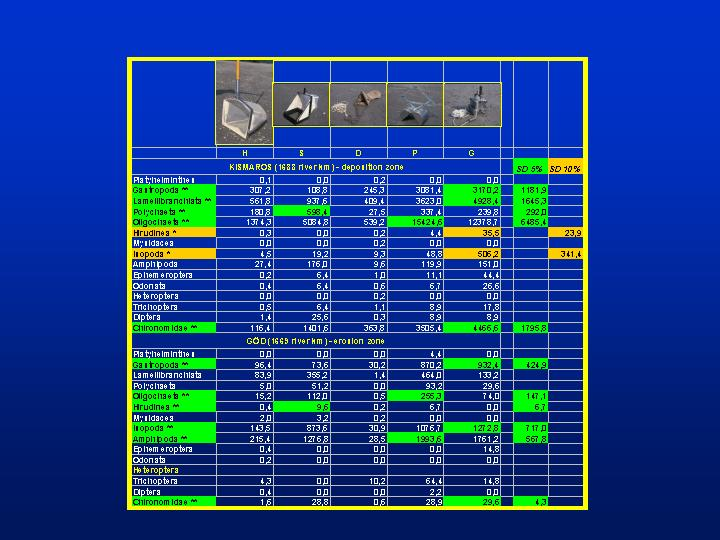 H S D P G
KISMAROS (1688 river km) - deposition zone SD 5% SD 10%
Platyhelminthes 0,1 0,0 0,2 0,0 0,0
Gastropoda ** 307,2 108,8 245,3 3081,4 3170,2 1181,9
Lamellibranchiata ** 561,8 937,6 409,4 3623,0 4928,4 1645,3
Polychaeta ** 180,8 598,4 27,5 337,4 239,8 292,0
Oligochaeta ** 1374,3 5084,8 539,2 15424,6 12378,7 6485,4
Hirudinea * 0,3 0,0 0,2 4,4 35,5 23,9
Mysidacea 0,0 0,0 0,2 0,0 0,0
Isopoda * 4,5 19,2 9,3 48,8 506,2 341,4
Amphipoda 27,4 176,0 9,6 119,9 151,0
Ephemeroptera 0,2 6,4 1,0 11,1 44,4
Odonata 0,4 6,4 0,6 6,7 26,6
Heteroptera 0,0 0,0 0,2 0,0 0,0
Trichoptera 0,5 6,4 1,1 8,9 17,8
Diptera 1,4 25,6 0,3 8,9 8,9
Chironomidae ** 116,4 1401,6 363,8 3505,4 4466,6 1795,8
GÖD (1669 river km) - erosion zone
Platyhelminthes 0,0 0,0 0,0 4,4 0,0
Gastropoda ** 96,4 73,6 30,2 870,2 932,4 424,9
Lamellibranchiata 83,9 355,2 1,4 464,0 133,2
Polychaeta 5,0 51,2 0,0 93,2 29,6
Oligochaeta ** 15,2 112,0 0,5 255,3 74,0 147,1
Hirudinea ** 0,4 9,6 0,2 6,7 0,0 6,7
Mysidacea 2,0 3,2 0,2 0,0 0,0
Isopoda ** 143,5 873,6 30,9 1076,7 1272,8 717,0
Amphipoda ** 215,4 1276,8 28,5 1993,6 1761,2 567,8
Ephemeroptera 0,4 0,0 0,0 0,0 14,8
Odonata 0,2 0,0 0,0 0,0 0,0
Heteroptera
Trichoptera 4,3 0,0 10,2 64,4 14,8
Diptera 0,4 0,0 0,0 2,2 0,0
Chironomidae ** 1,6 28,8 0,6 28,9 29,6 4,3